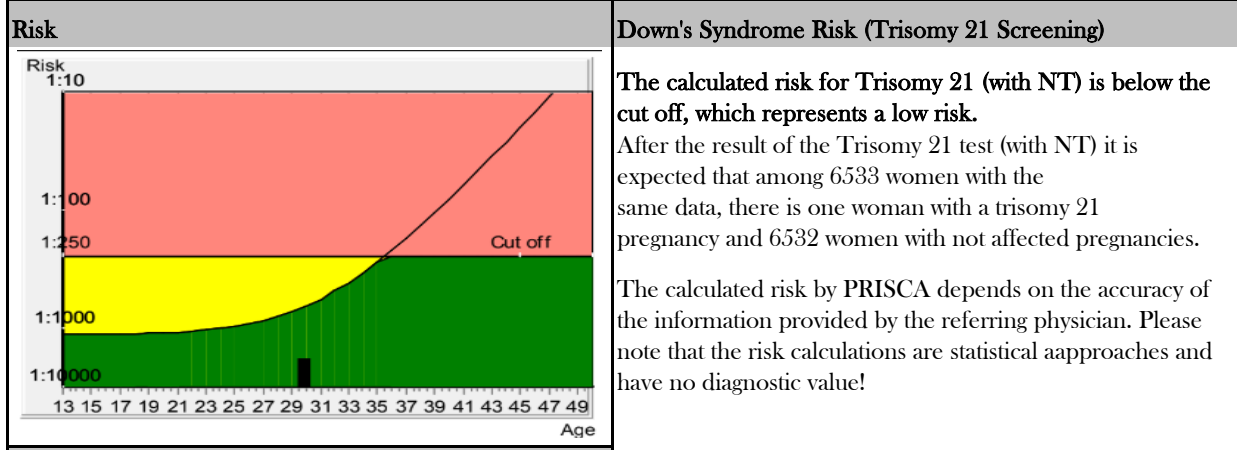 Risk
Risk
1:10
1:100
1:250
Cut off
1:1000
1:10000
13 15 17 19 21 23 25 27 29 31 33 35 37 39 41 43 45 47 49
Age
Down's Syndrome Risk (Trisomy 21 Screening)
The calculated risk for Trisomy 21 (with NT) is below the
cut off, which represents a low risk.
After the result of the Trisomy 21 test (with NT) it is
expected that among 6533 women with the
same data, there is one woman with a trisomy 21
pregnancy and 6532 women with not affected pregnancies.
The calculated risk by PRISCA depends on the accuracy of
the information provided by the referring physician. Please
note that the risk calculations are statistical aapproaches and
have no diagnostic value!